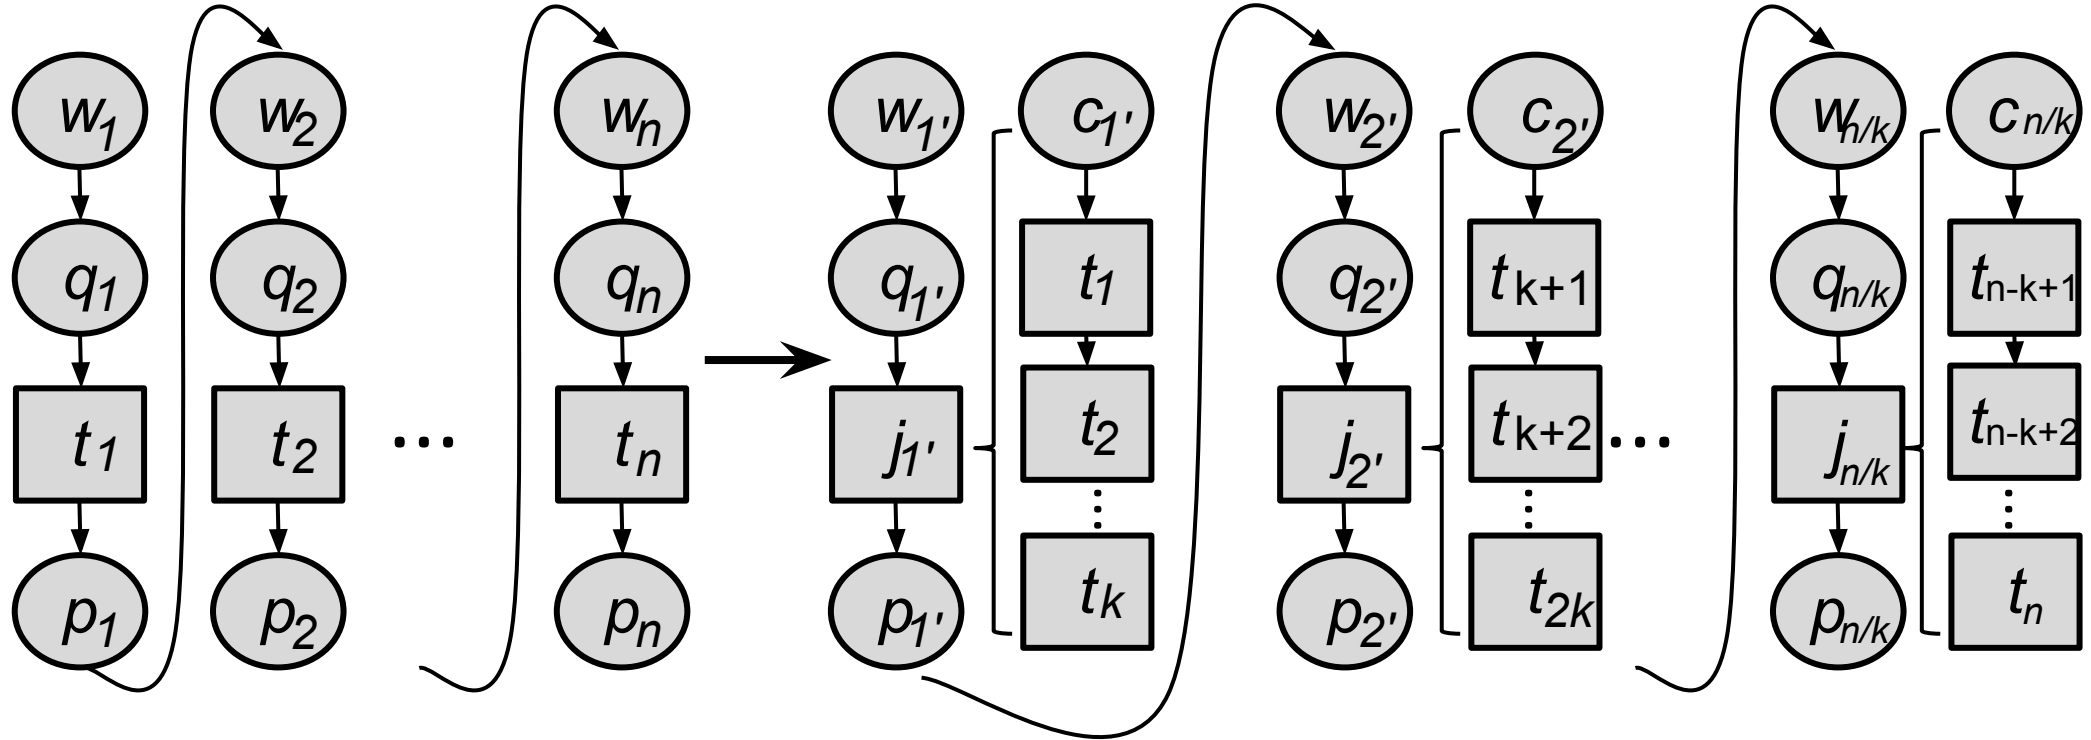 w1 w2 wn w1' c1' w2' c2' wn/k cn/k
q1 q2 qn q1' t1 q2' tk+1 qn/k tn-k+1
t1 t2 ... tn j1' t2 j2' tk+2 ... jn/k tn-k+2
p1 p2 pn p1' tk p2' t2k pn/k tn